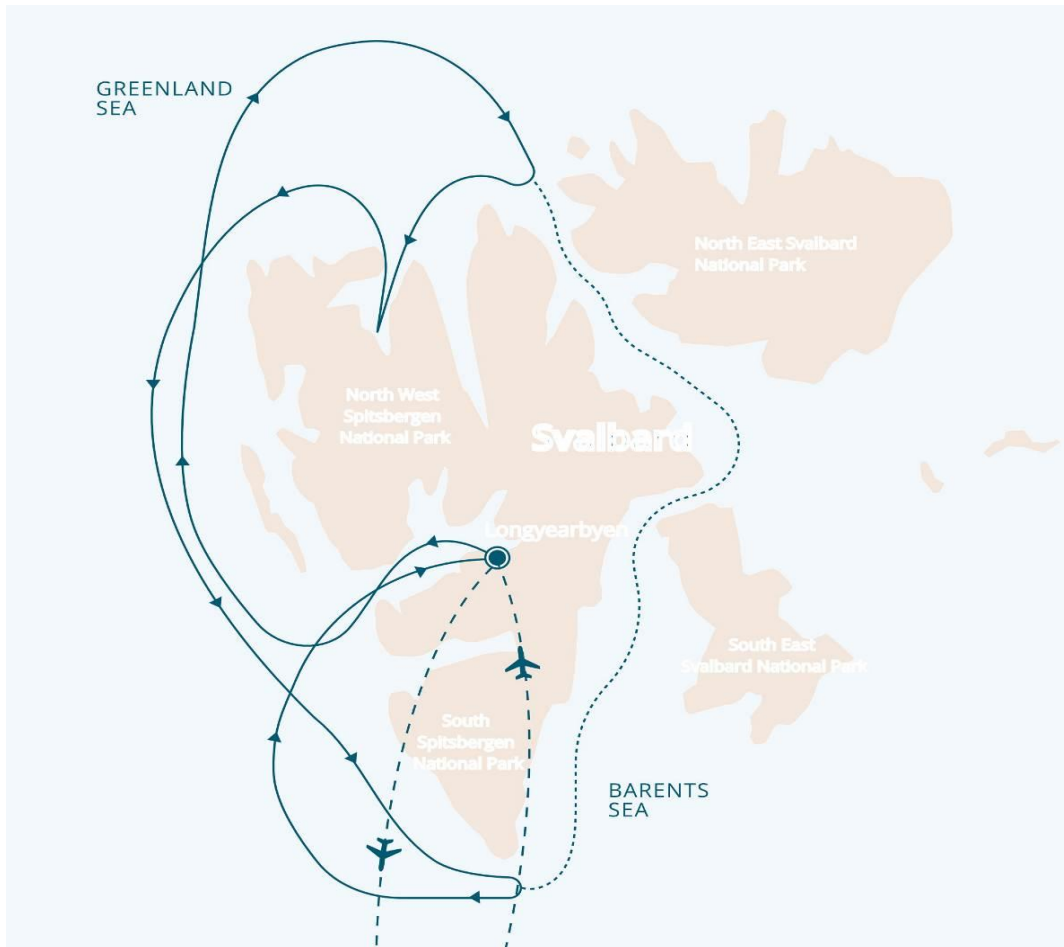 GREENLAND
SEA
North East Svalbard
National Park
North West
Spitsbergen
National Park
Svalbard
Longyearbyen
South East
Svalbard National Park
South
Spitsbergen
National Park
BARENTS
SEA